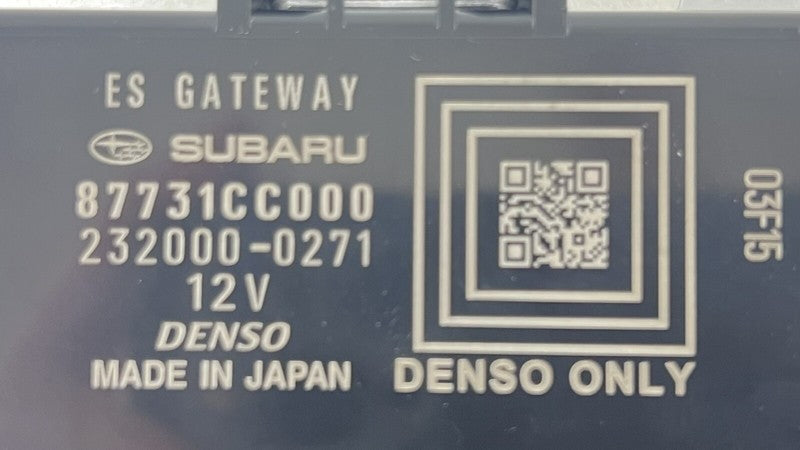 ES GATEWAY
SUBARU
87731CC000
232000-0271
12V
DENSO
MADE IN JAPAN
DENSO ONLY
03F15